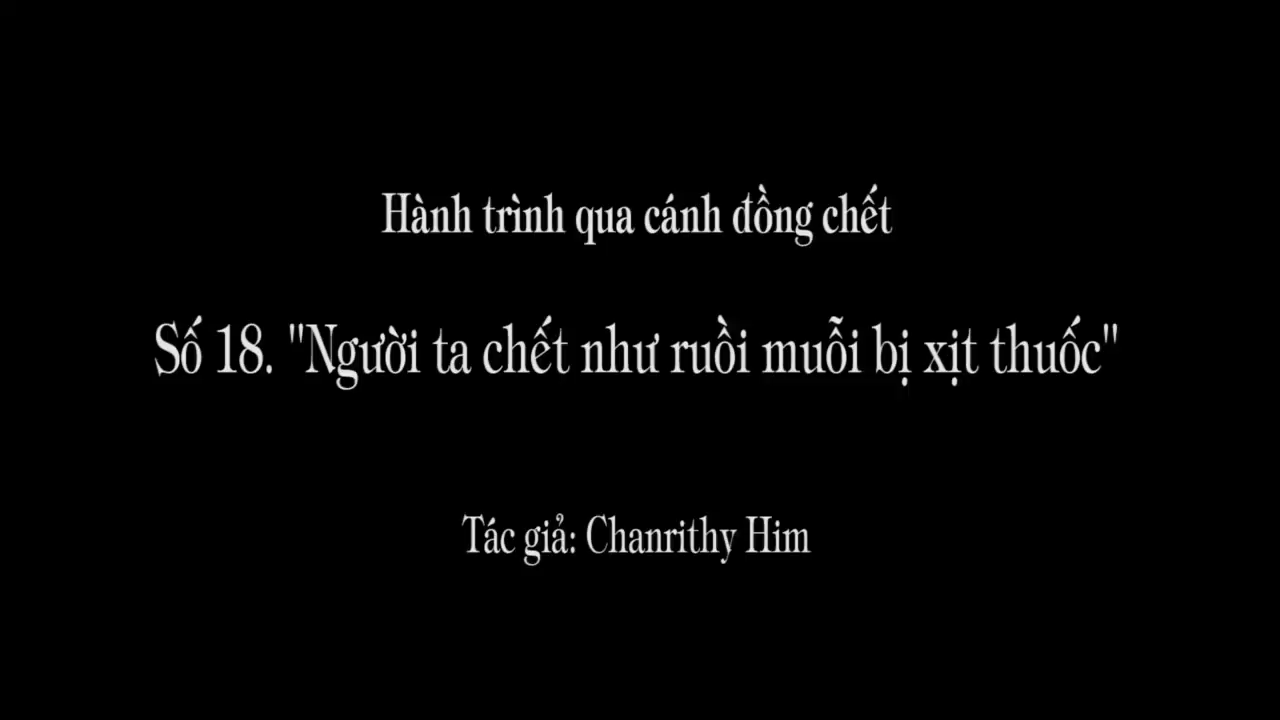 Hành trình qua cánh đồng chết
Số 18. "Người ta chết như ruồi muỗi bị xịt thuốc"
Tác giả: Chanrithy Him